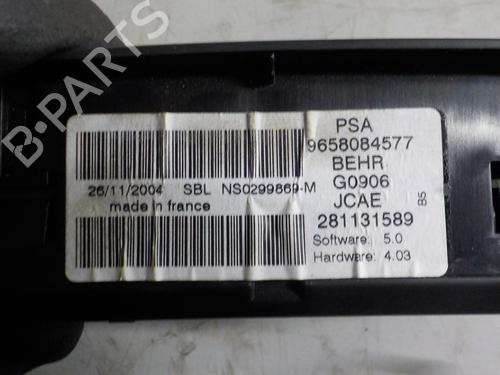 B-PARTS
PSA
9658084577
BEHR
G0906
JCAE
B5
281131589
Software: 5.0
Hardware: 4.03
26/11/2004 SBL NS0299869-M
made in france